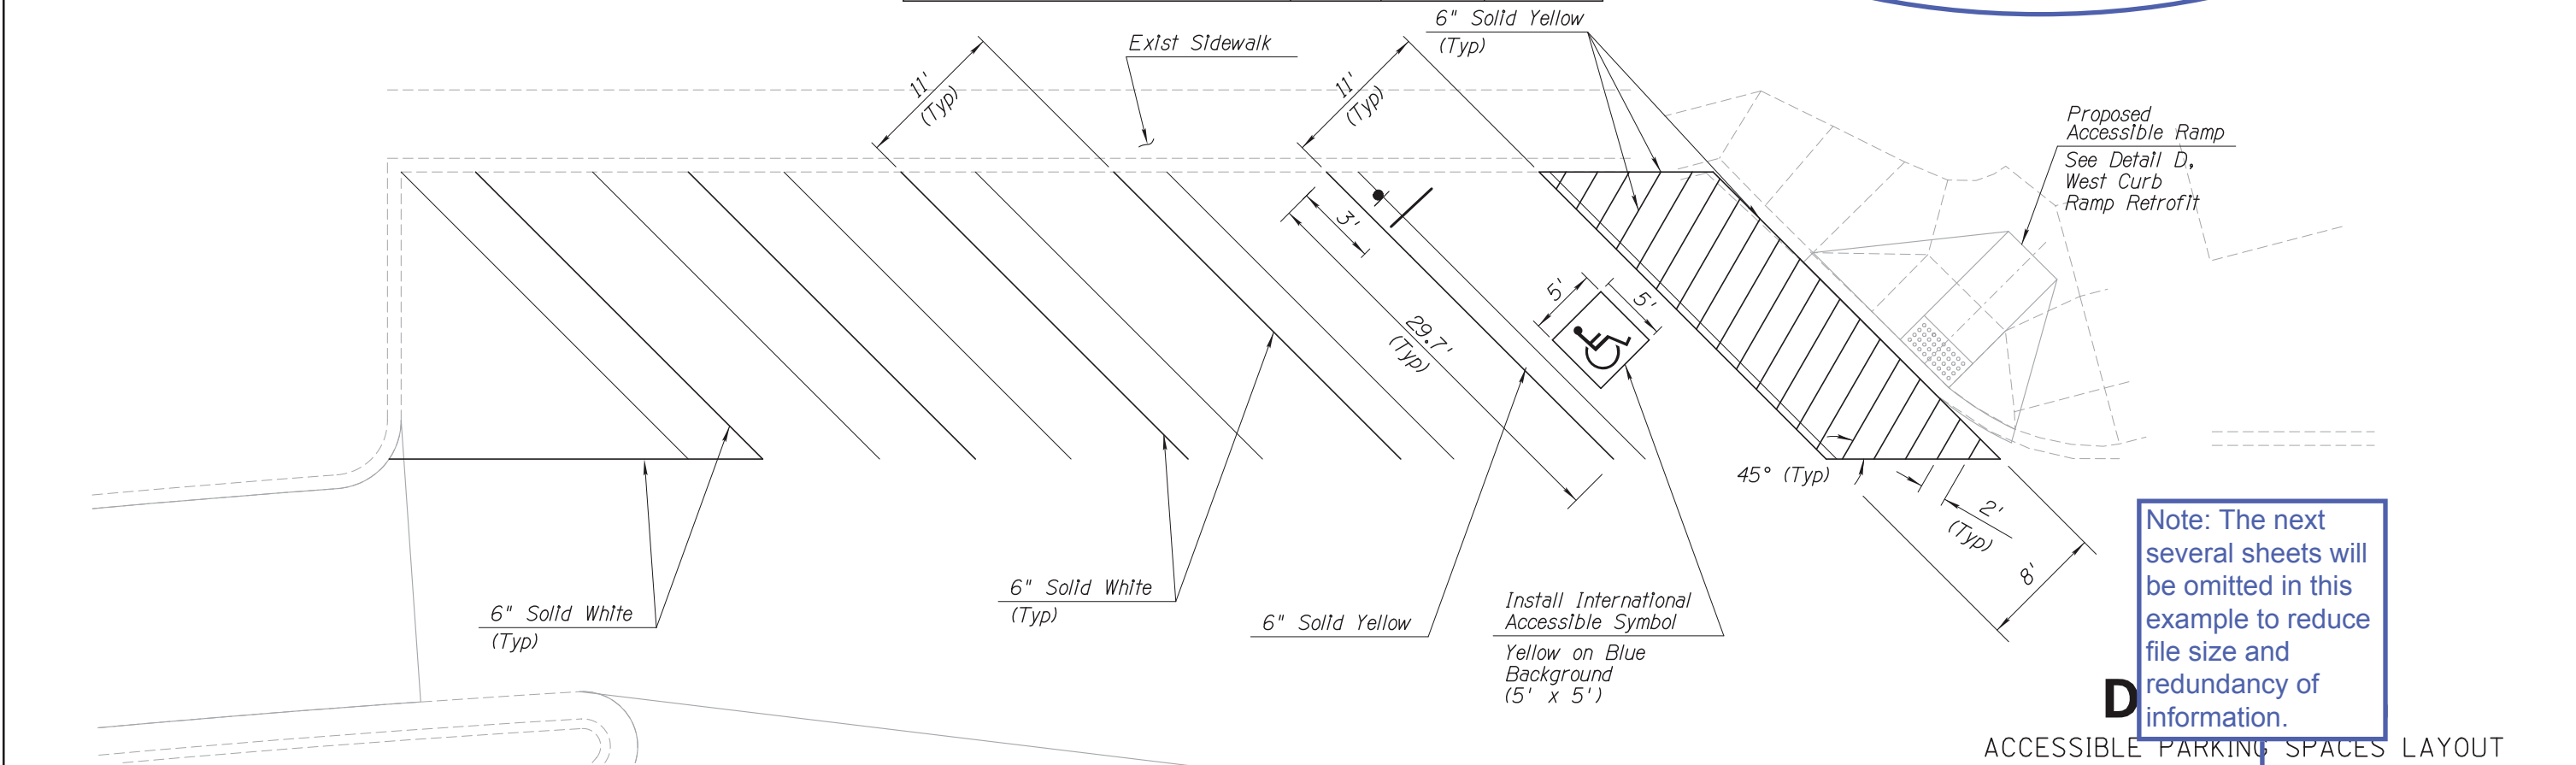 6" Solid Yellow
(Typ)
Exist Sidewalk
11'
(Typ)
11'
(Typ)
Proposed
Accessible Ramp
See Detail D,
West Curb
Ramp Retrofit
3'
5'
5'
29.7'
(Typ)
45° (Typ)
2'
(Typ)
8'
6" Solid White
(Typ)
6" Solid White
(Typ)
6" Solid Yellow
Install International
Accessible Symbol
Yellow on Blue
Background
(5' x 5')
Note: The next
several sheets will
be omitted in this
example to reduce
file size and
redundancy of
information.
D
ACCESSIBLE PARKING SPACES LAYOUT